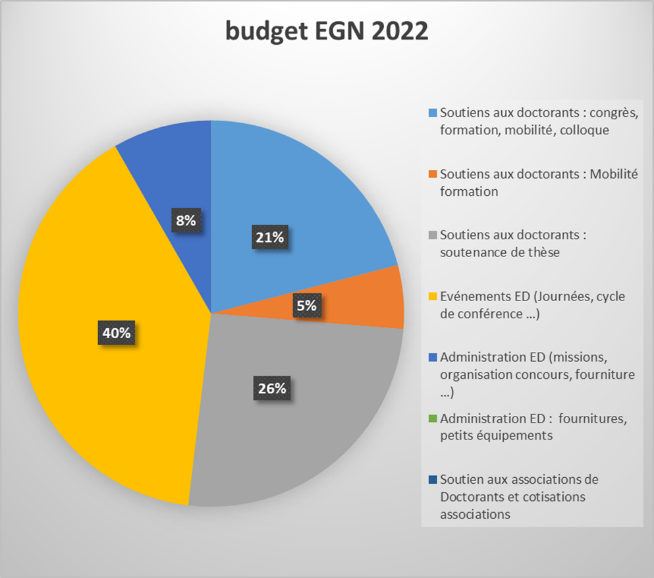 budget EGN 2022
21%
5%
26%
40%
8%
Soutiens aux doctorants : congrès,
formation, mobilité, colloque
Soutiens aux doctorants : Mobilité
formation
Soutiens aux doctorants :
soutenance de thèse
Evénements ED (Journées, cycle
de conférence ...)
Administration ED (missions,
organisation concours, fourniture
...)
Administration ED :  fournitures,
petits équipements
Soutien aux associations de
Doctorants et cotisations
associations